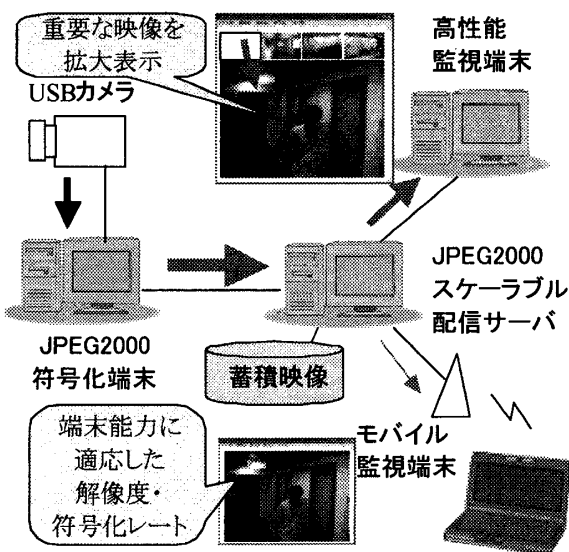 重要な映像を
拡大表示
USBカメラ
高性能
監視端末
JPEG2000
符号化端末
JPEG2000
スケーラブル
配信サーバ
蓄積映像
端末能力に
適応した
解像度・
符号化レート
モバイル
監視端末